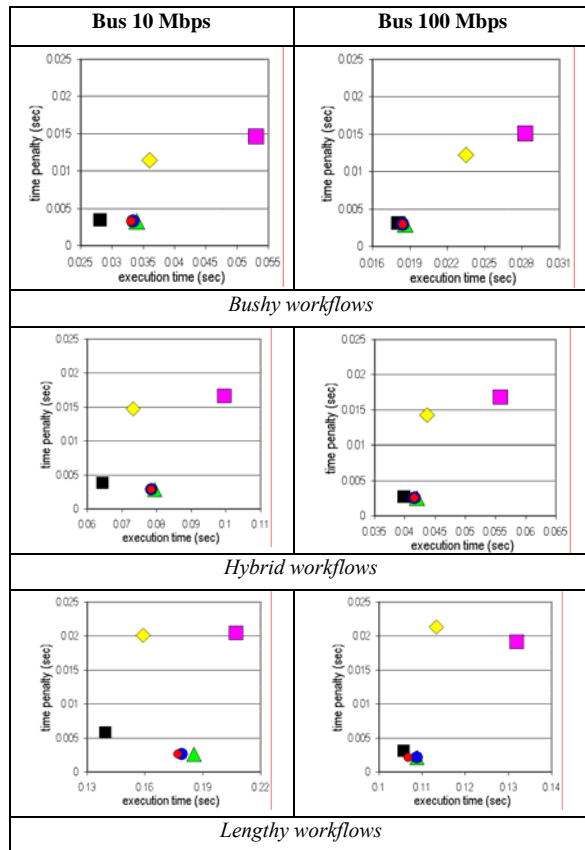 Bus 10 Mbps
Bus 100 Mbps
0.025
0.02
0.015
0.01
0.005
0
time penalty (sec)
0.025 0.03 0.035 0.04 0.045 0.05 0.055
execution time (sec)
0.025
0.02
0.015
0.01
0.005
0
time penalty (sec)
0.016 0.019 0.022 0.025 0.028 0.031
execution time (sec)
Bushy workflows
0.025
0.02
0.015
0.01
0.005
0
time penalty (sec)
0.06 0.07 0.08 0.09 0.1 0.11
execution time (sec)
0.025
0.02
0.015
0.01
0.005
0
time penalty (sec)
0.035 0.04 0.045 0.05 0.055 0.06 0.065
execution time (sec)
Hybrid workflows
0.025
0.02
0.015
0.01
0.005
0
time penalty (sec)
0.13 0.16 0.19 0.22
execution time (sec)
0.025
0.02
0.015
0.01
0.005
0
time penalty (sec)
0.1 0.11 0.12 0.13 0.14
execution time (sec)
Lengthy workflows